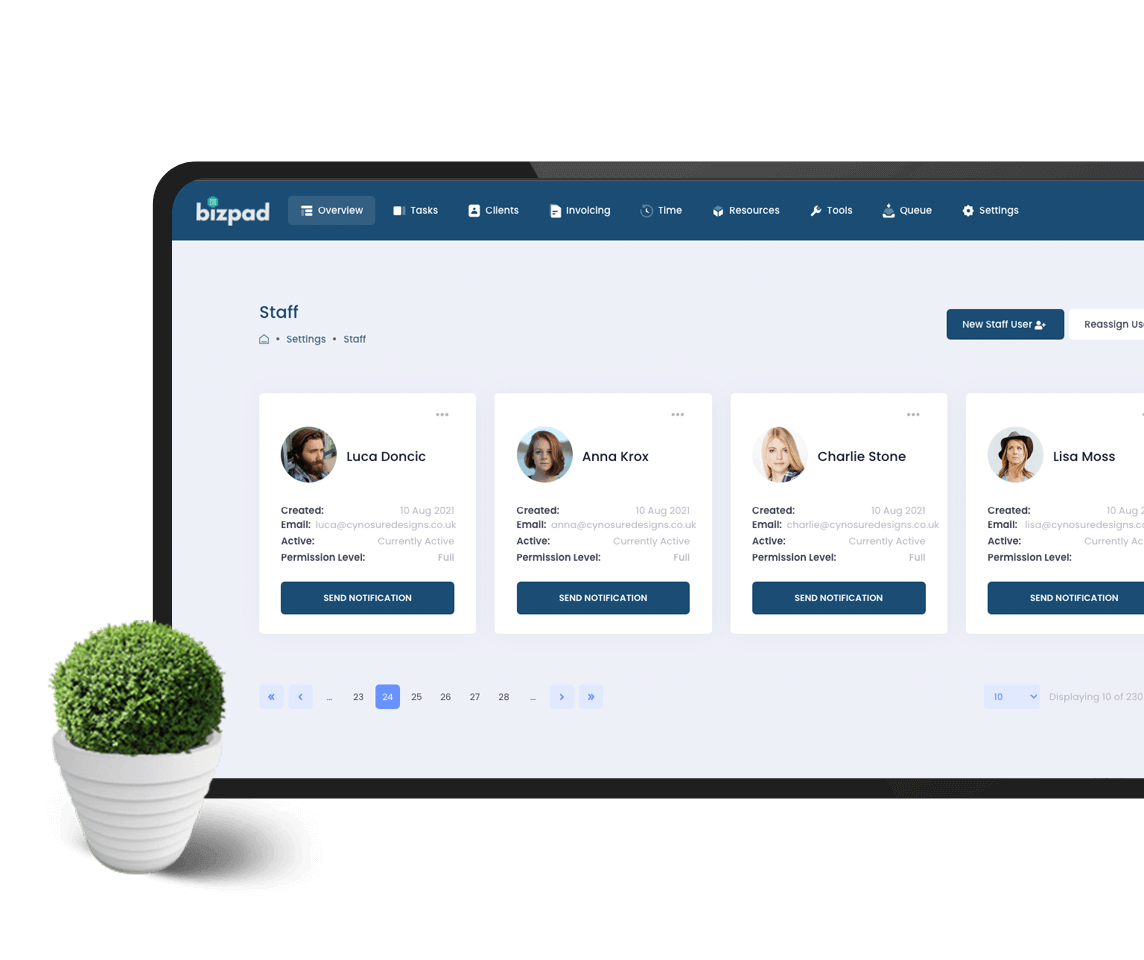 bizpad Overview Tasks Clients Invoicing Time Resources Tools Queue Settings
Staff
New Staff User Reassign Us
• Settings • Staff
Luca Doncic
Created: 10 Aug 2021
Email: luca@cynosuredesigns.co.uk
Active: Currently Active
Permission Level: Full
SEND NOTIFICATION
Anna Krox
Created: 10 Aug 2021
Email: anna@cynosuredesigns.co.uk
Active: Currently Active
Permission Level: Full
SEND NOTIFICATION
Charlie Stone
Created: 10 Aug 2021
Email: charlie@cynosuredesigns.co.uk
Active: Currently Active
Permission Level: Full
SEND NOTIFICATION
Lisa Moss
Created: 10 Aug 2
Email: lisa@cynosuredesigns.co
Active: Currently Ac
Permission Level:
SEND NOTIFICATION
« ‹ ... 23 24 25 26 27 28 ... › »
10 Displaying 10 of 230